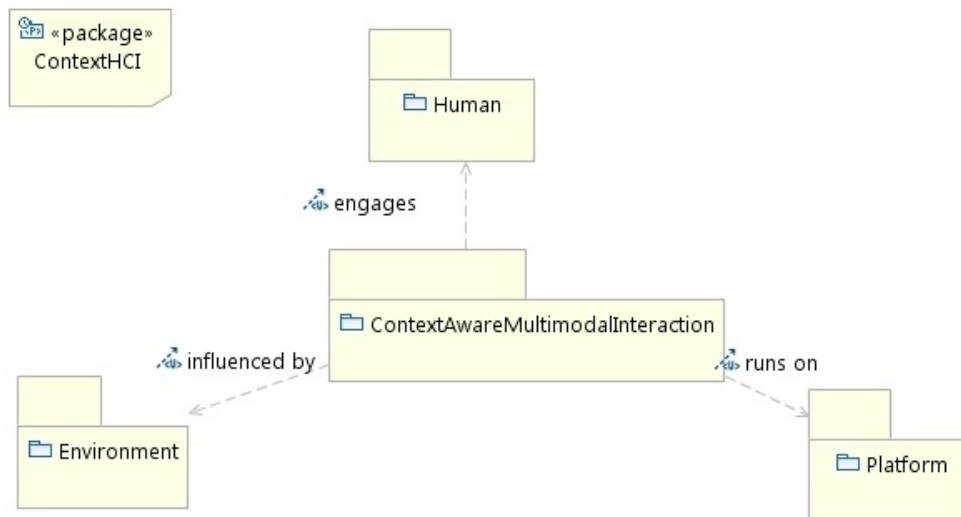 «package»
ContextHCI
Human
engages
ContextAwareMultimodalInteraction
influenced by
runs on
Environment
Platform